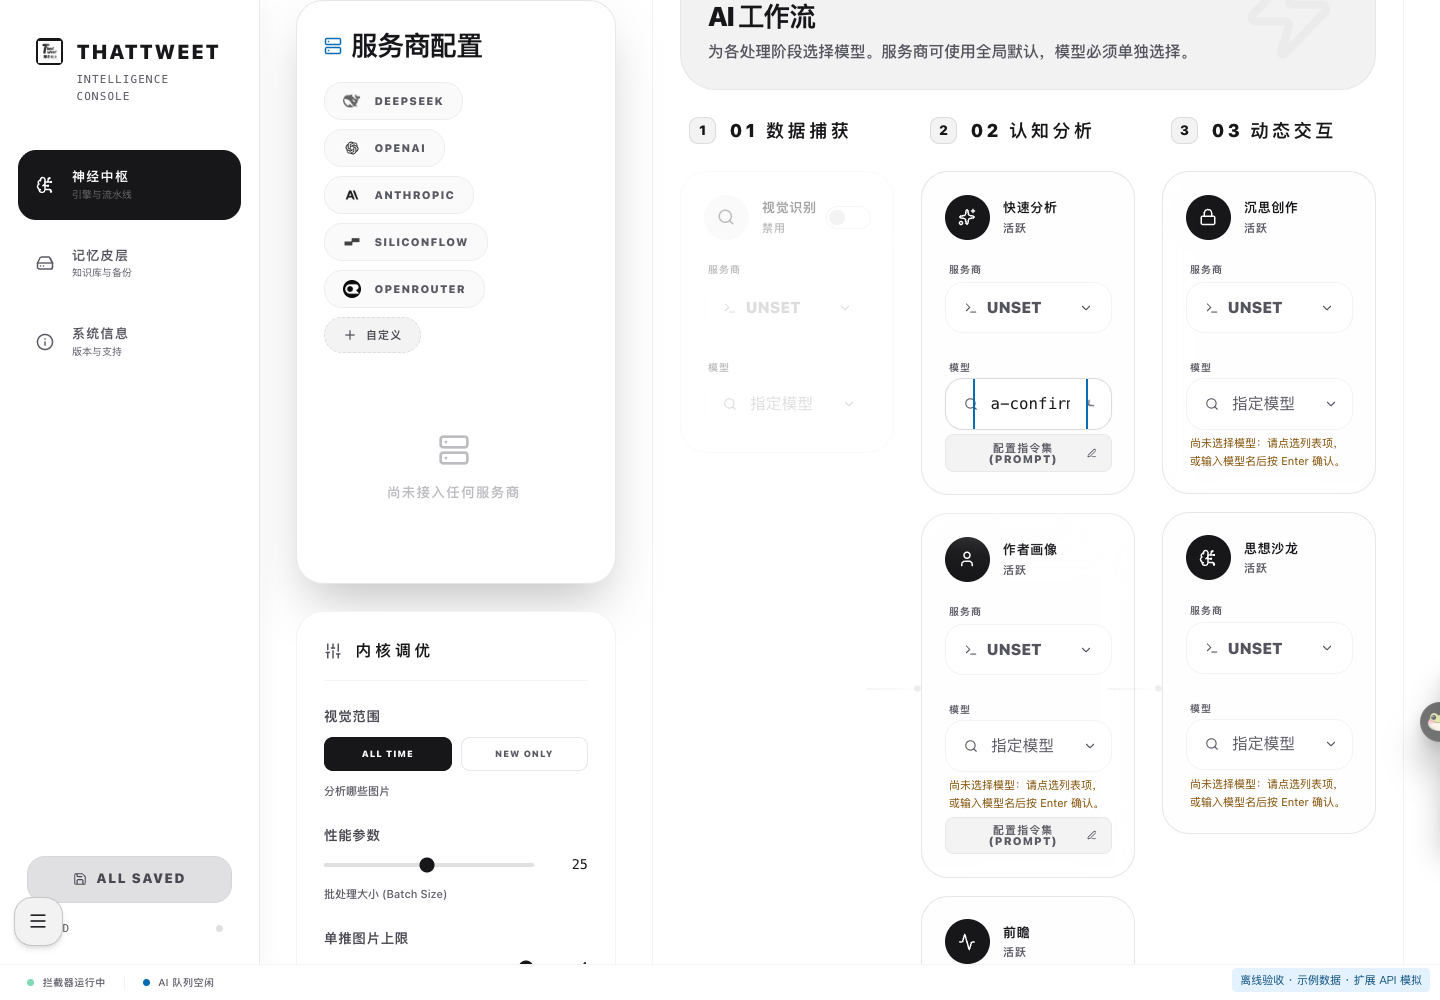 THATTWEET
INTELLIGENCE
CONSOLE
神经中枢
引擎与流水线
记忆皮层
知识库与备份
系统信息
版本与支持
ALL SAVED
D
服务商配置
DEEPSEEK
OPENAI
ANTHROPIC
SILICONFLOW
OPENROUTER
自定义
尚未接入任何服务商
内核调优
视觉范围
ALL TIME
NEW ONLY
分析哪些图片
性能参数
25
批处理大小 (Batch Size)
单推图片上限
AI 工作流
为各处理阶段选择模型。服务商可使用全局默认，模型必须单独选择。
1 01 数据捕获
视觉识别
禁用
服务商
UNSET
模型
指定模型
2 02 认知分析
快速分析
活跃
服务商
UNSET
模型
a-confir
配置指令集
(PROMPT)
作者画像
活跃
服务商
UNSET
模型
指定模型
尚未选择模型：请点选列表项，
或输入模型名后按 Enter 确认。
配置指令集
(PROMPT)
前瞻
活跃
3 03 动态交互
沉思创作
活跃
服务商
UNSET
模型
指定模型
尚未选择模型：请点选列表项，
或输入模型名后按 Enter 确认。
思想沙龙
活跃
服务商
UNSET
模型
指定模型
尚未选择模型：请点选列表项，
或输入模型名后按 Enter 确认。
拦截器运行中
AI 队列空闲
离线验收 · 示例数据 · 扩展 API 模拟